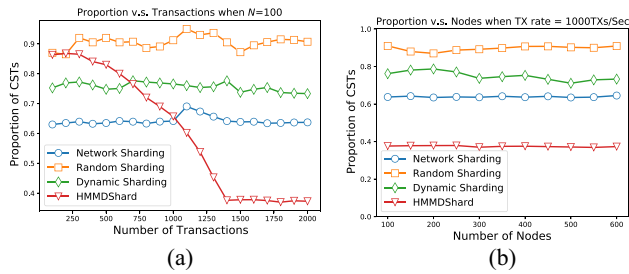 Proportion v.s. Transactions when N=100
Proportion of CSTs
0.9
0.8
0.7
0.6
0.5
0.4
Network Sharding
Random Sharding
Dynamic Sharding
HMMDShard
250 500 750 1000 1250 1500 1750 2000
Number of Transactions
(a)
Proportion v.s. Nodes when TX rate = 1000TXs/Sec
Proportion of CSTs
1.0
0.8
0.6
0.4
0.2
0.0
Network Sharding
Random Sharding
Dynamic Sharding
HMMDShard
100 200 300 400 500 600
Number of Nodes
(b)